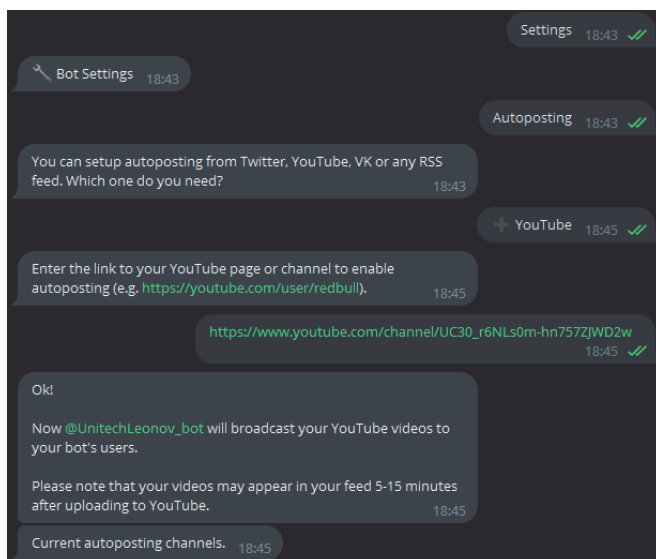 Settings 18:43
Bot Settings 18:43
Autoposting 18:43
You can setup autoposting from Twitter, YouTube, VK or any RSS
feed. Which one do you need?
18:43
YouTube 18:45
Enter the link to your YouTube page or channel to enable
autoposting (e.g. https://youtube.com/user/redbull).
18:45
https://www.youtube.com/channel/UC30_r6NLs0m-hn757ZJWD2w
18:45
Ok!
Now @UnitechLeonov_bot will broadcast your YouTube videos to
your bot's users.
Please note that your videos may appear in your feed 5-15 minutes
after uploading to YouTube.
18:45
Current autoposting channels. 18:45